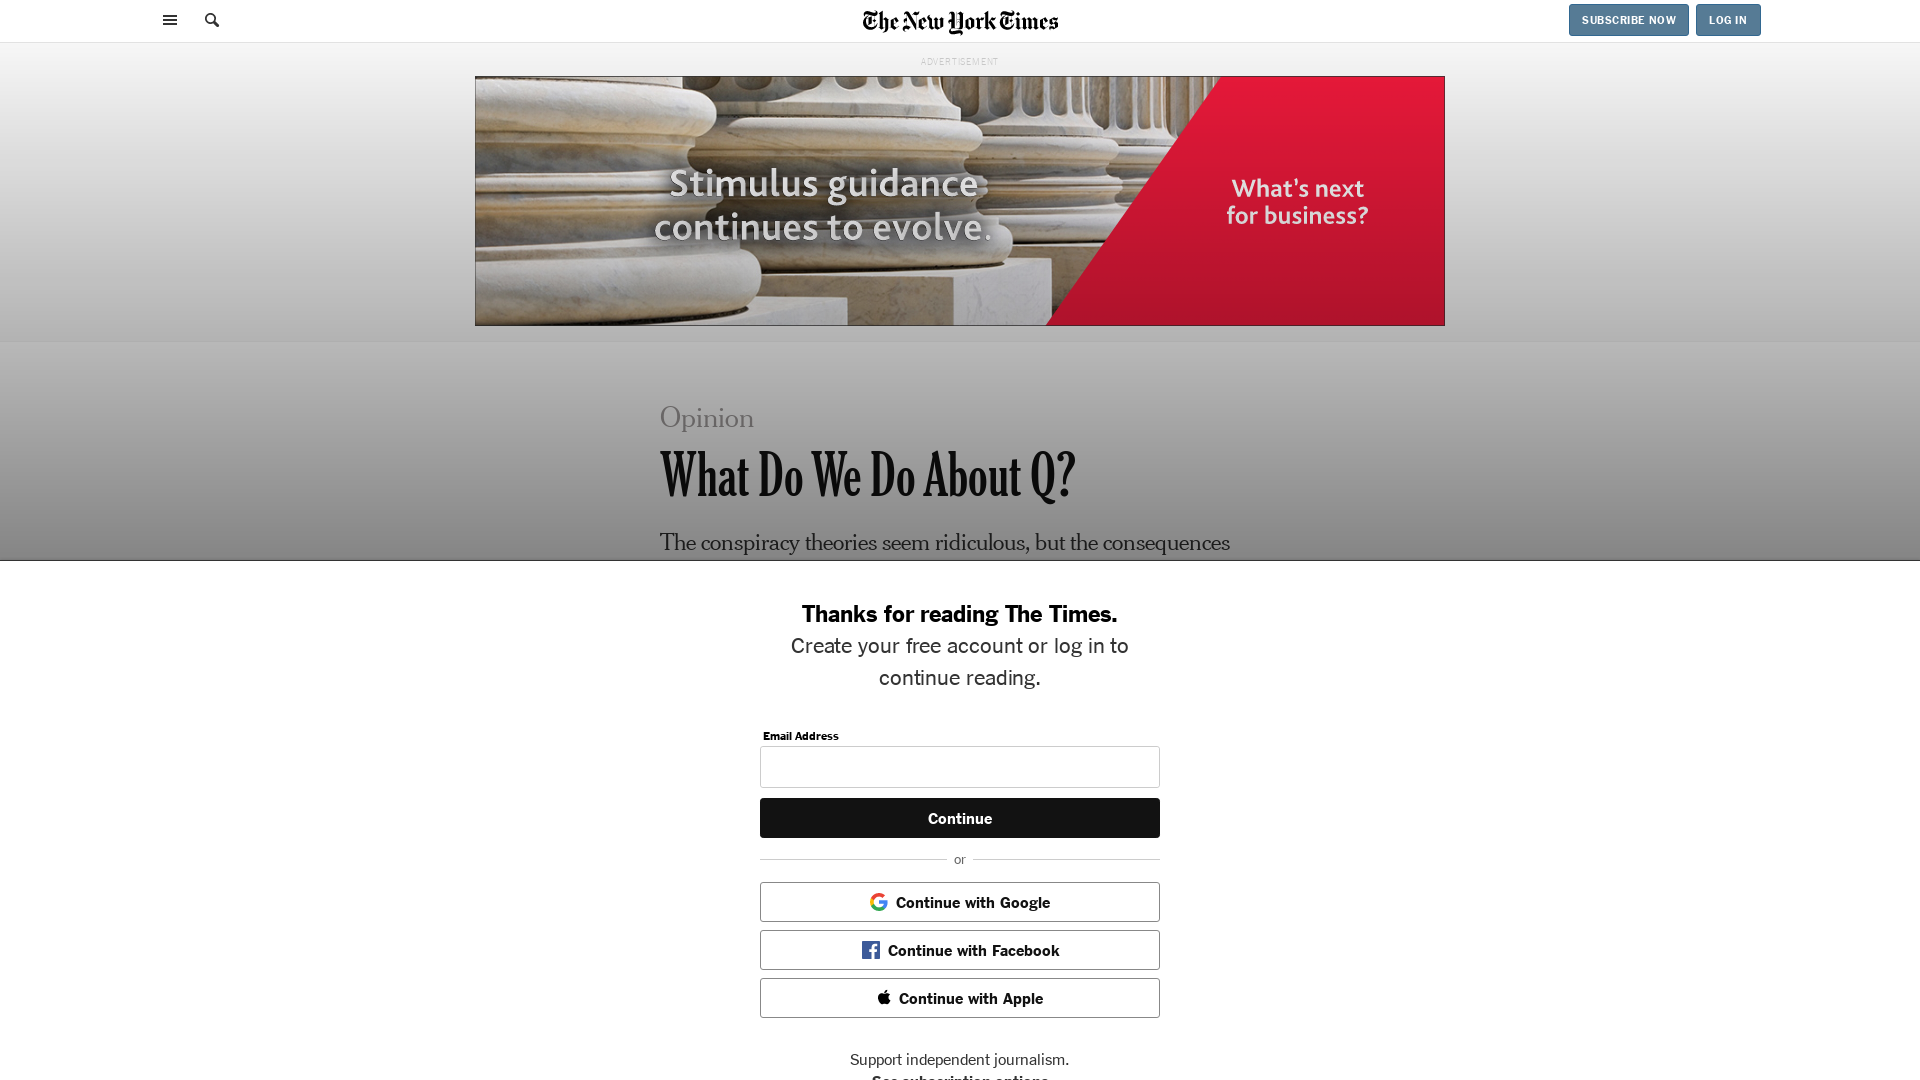 The New York Times
SUBSCRIBE NOW
LOG IN
ADVERTISEMENT
Stimulus guidance
continues to evolve.
What's next
for business?
Opinion
What Do We Do About Q?
The conspiracy theories seem ridiculous, but the consequences
Thanks for reading The Times.
Create your free account or log in to
continue reading.
Email Address
Continue
or
Continue with Google
Continue with Facebook
Continue with Apple
Support independent journalism.
See subscription options.